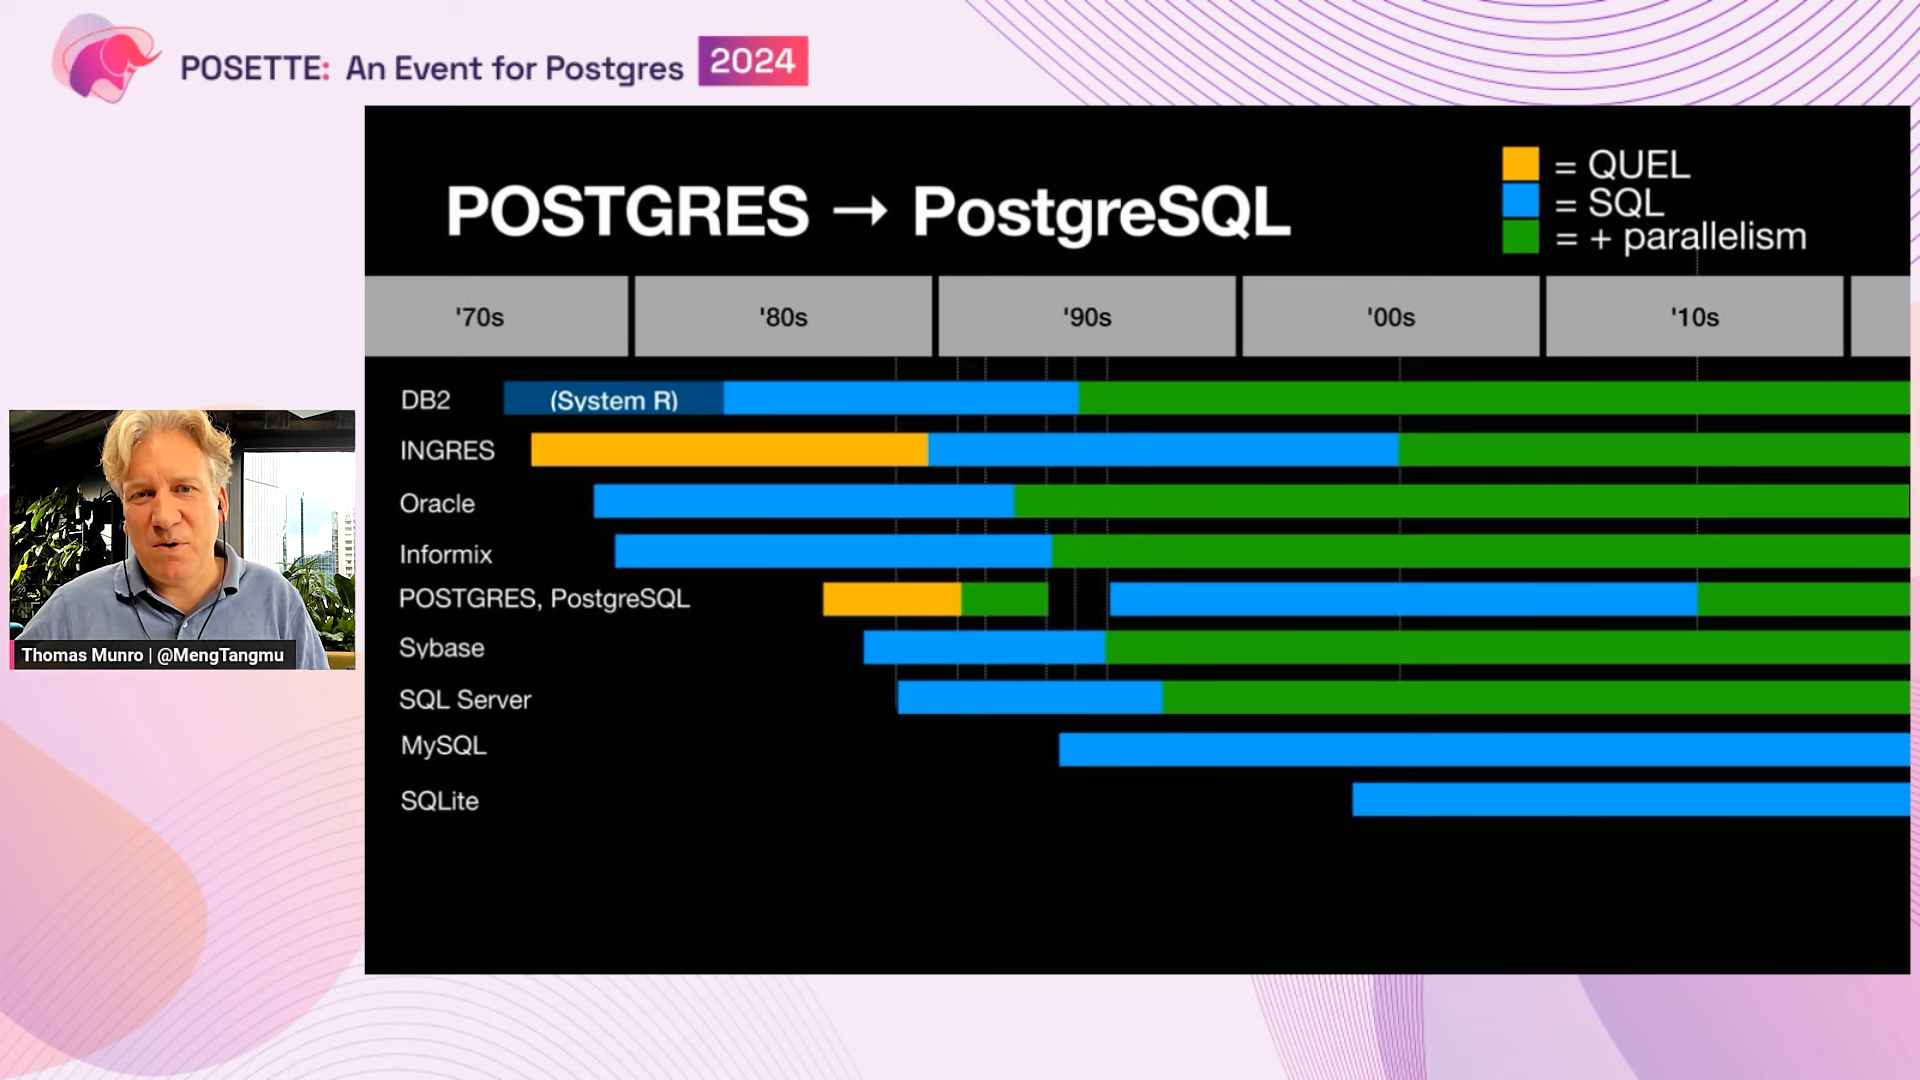 POSETTE: An Event for Postgres 2024
POSTGRES → PostgreSQL
= QUEL
= SQL
= + parallelism
'70s '80s '90s '00s '10s
DB2 (System R)
INGRES
Oracle
Informix
POSTGRES, PostgreSQL
Sybase
SQL Server
MySQL
SQLite
Thomas Munro | @MengTangmu